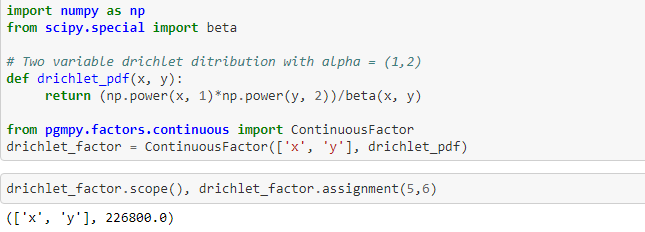 import numpy as np
from scipy.special import beta
# Two variable drichlet ditribution with alpha = (1,2)
def drichlet_pdf(x, y):
return (np.power(x, 1)*np.power(y, 2))/beta(x, y)
from pgmpy.factors.continuous import ContinuousFactor
drichlet_factor = ContinuousFactor(['x', 'y'], drichlet_pdf)
drichlet_factor.scope(), drichlet_factor.assignment(5,6)
(['x', 'y'], 226800.0)